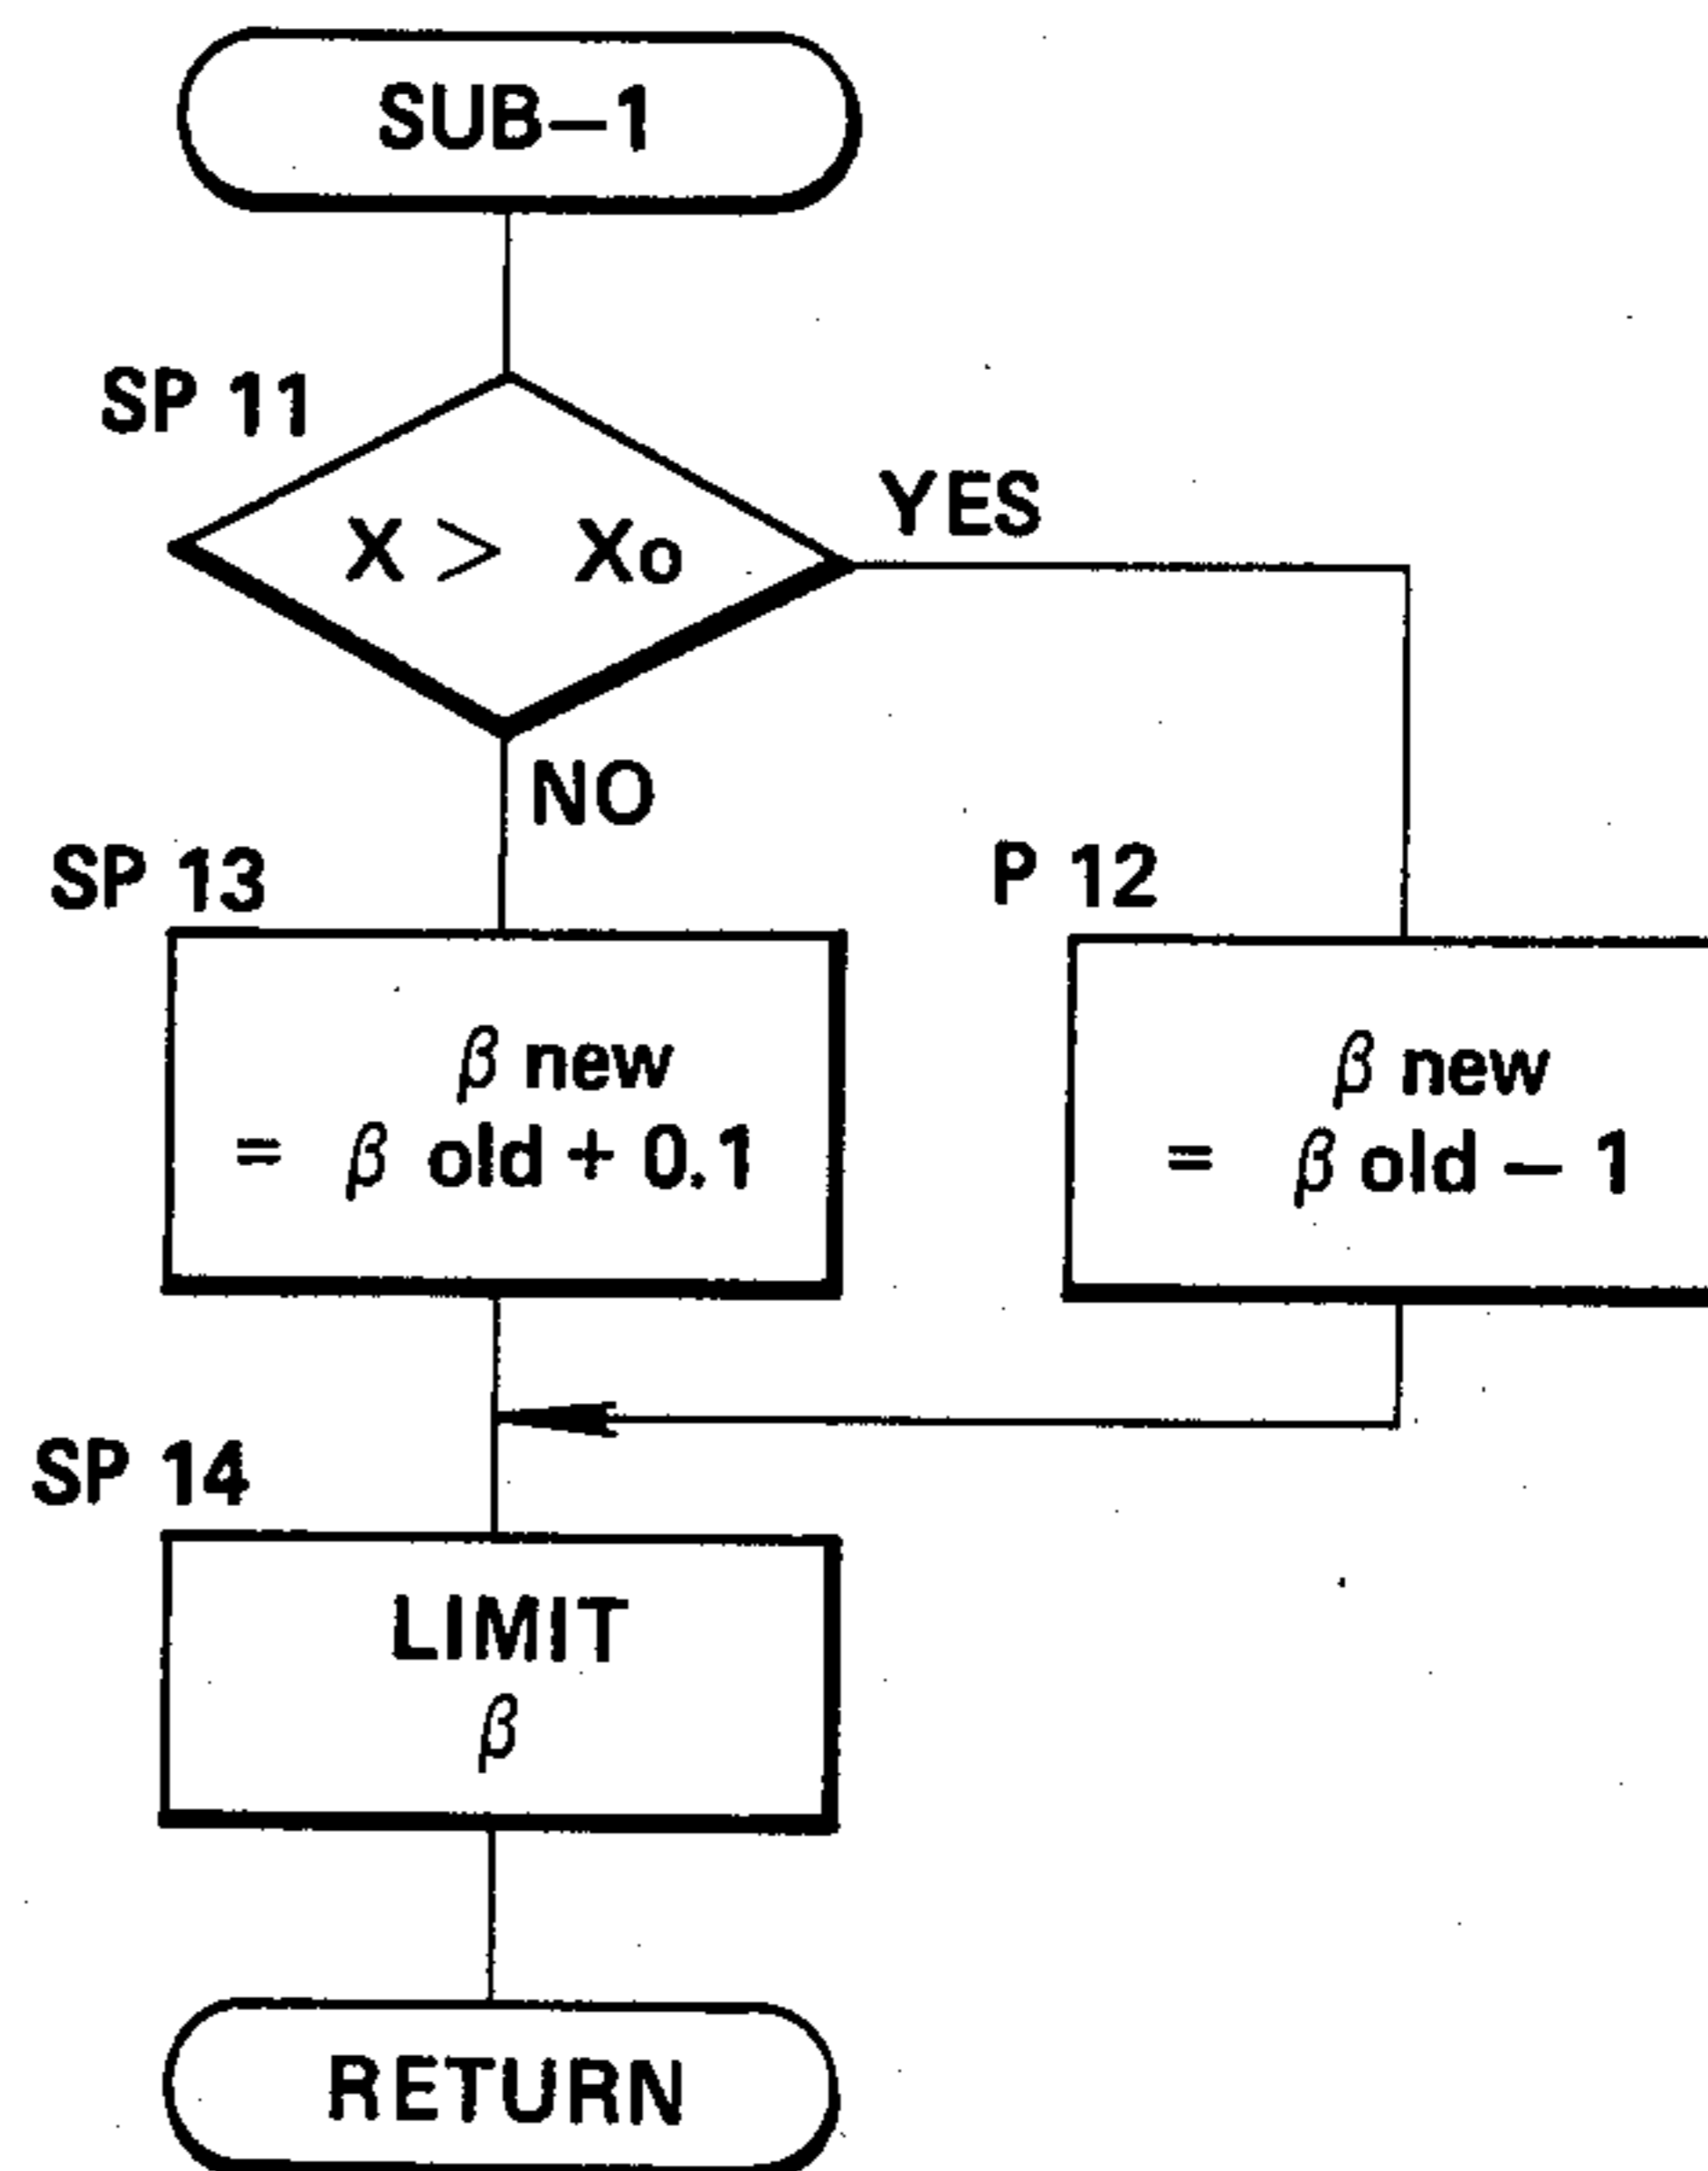 SUB-1
SP 11
X > Xo
YES
NO
SP 13
β new
= β old + 0.1
P 12
β new
= β old - 1
SP 14
LIMIT
β
RETURN